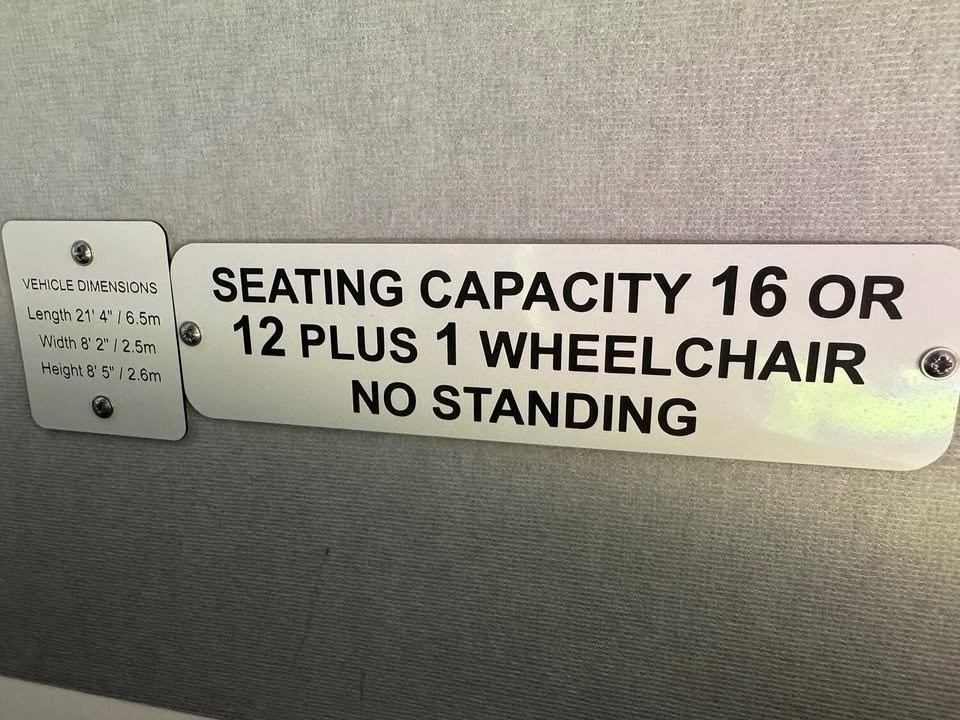 VEHICLE DIMENSIONS
Length 21' 4" / 6.5m
Width 8' 2" / 2.5m
Height 8' 5" / 2.6m
SEATING CAPACITY 16 OR
12 PLUS 1 WHEELCHAIR
NO STANDING